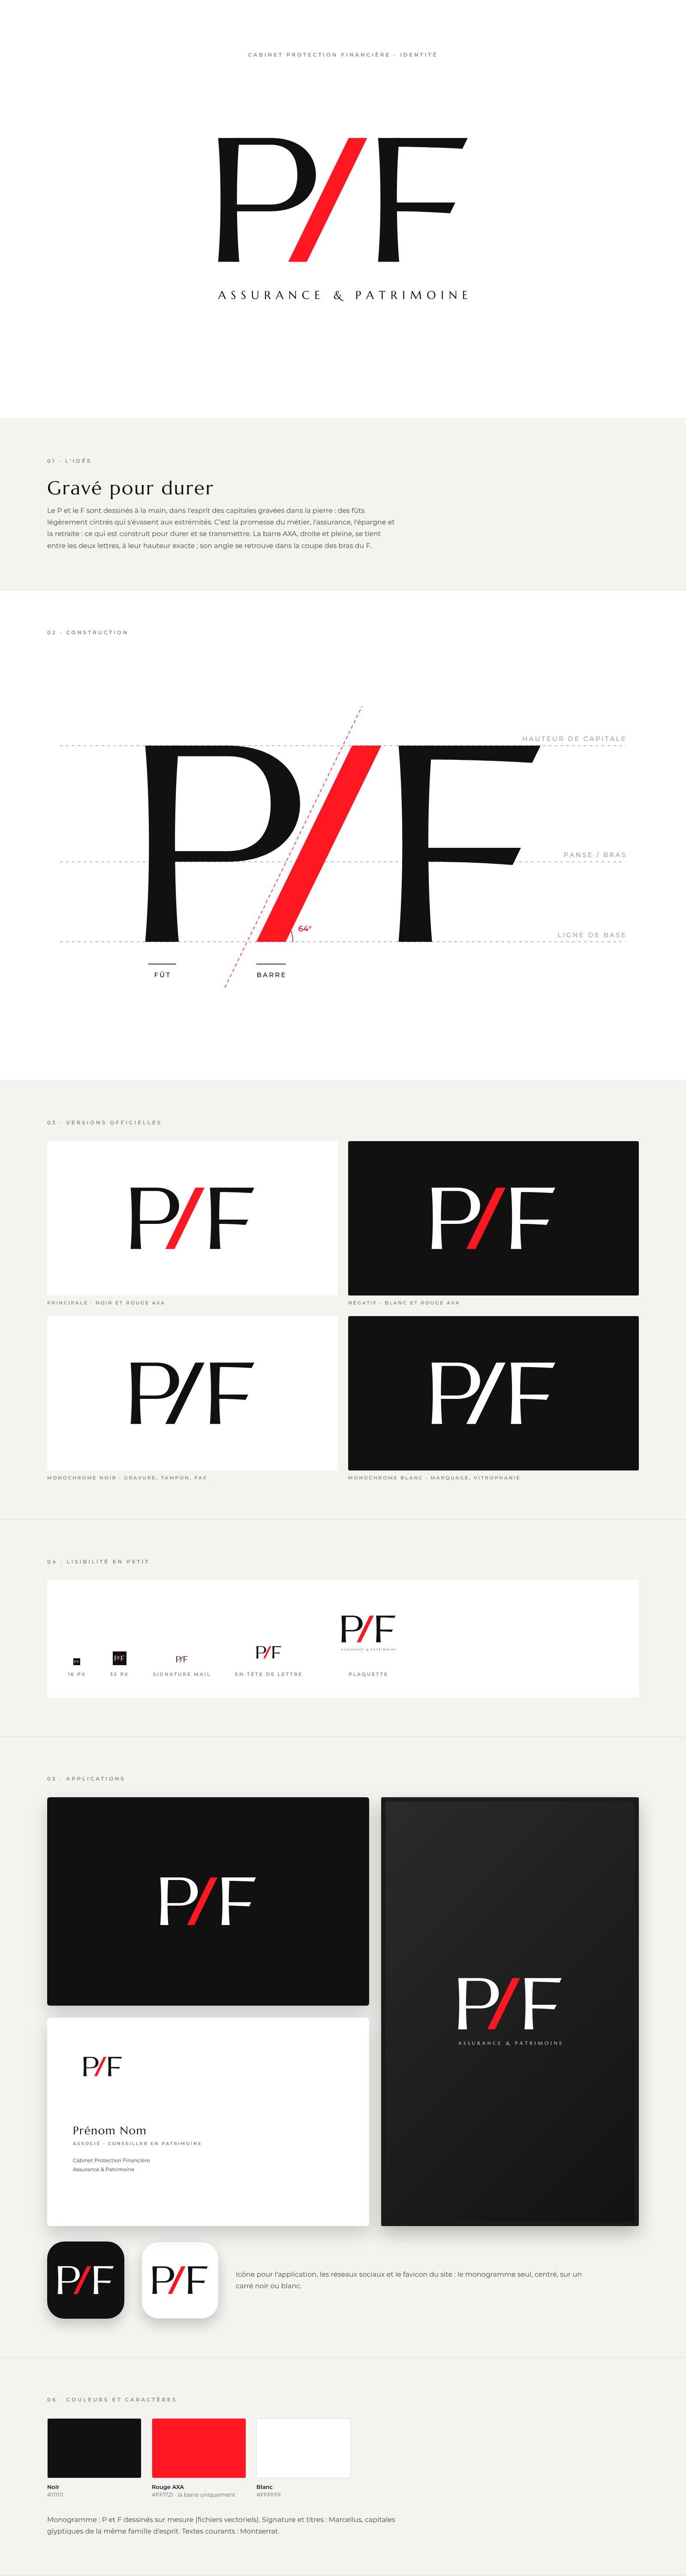 CABINET PROTECTION FINANCIÈRE · IDENTITÉ
P/F
ASSURANCE & PATRIMOINE
01 · L'IDÉE
Gravé pour durer
Le P et le F sont dessinés à la main, dans l'esprit des capitales gravées dans la pierre : des fûts
légèrement cintrés qui s'évasent aux extrémités. C'est la promesse du métier, l'assurance, l'épargne et
la retraite : ce qui est construit pour durer et se transmettre. La barre AXA, droite et pleine, se tient
entre les deux lettres, à leur hauteur exacte ; son angle se retrouve dans la coupe des bras du F.
02 · CONSTRUCTION
HAUTEUR DE CAPITALE
P/F
PANSE / BRAS
64°
LIGNE DE BASE
FÛT
BARRE
03 · VERSIONS OFFICIELLES
P/F
P/F
PRINCIPALE · NOIR ET ROUGE AXA
NÉGATIF · BLANC ET ROUGE AXA
P/F
P/F
MONOCHROME NOIR · GRAVURE, TAMPON, FAX
MONOCHROME BLANC · MARQUAGE, VITROPHANIE
04 · LISIBILITÉ EN PETIT
P/F
P/F
P/F
P/F
P/F
ASSURANCE & PATRIMOINE
16 PX
32 PX
SIGNATURE MAIL
EN-TÊTE DE LETTRE
PLAQUETTE
05 · APPLICATIONS
P/F
P/F
ASSURANCE & PATRIMOINE
P/F
Prénom Nom
ASSOCIÉ · CONSEILLER EN PATRIMOINE
Cabinet Protection Financière
Assurance & Patrimoine
P/F
P/F
Icône pour l'application, les réseaux sociaux et le favicon du site : le monogramme seul, centré, sur un
carré noir ou blanc.
06 · COULEURS ET CARACTÈRES
Noir
#111111
Rouge AXA
#FF1721 · la barre uniquement
Blanc
#FFFFFF
Monogramme : P et F dessinés sur mesure (fichiers vectoriels). Signature et titres : Marcellus, capitales
glyptiques de la même famille d'esprit. Textes courants : Montserrat.